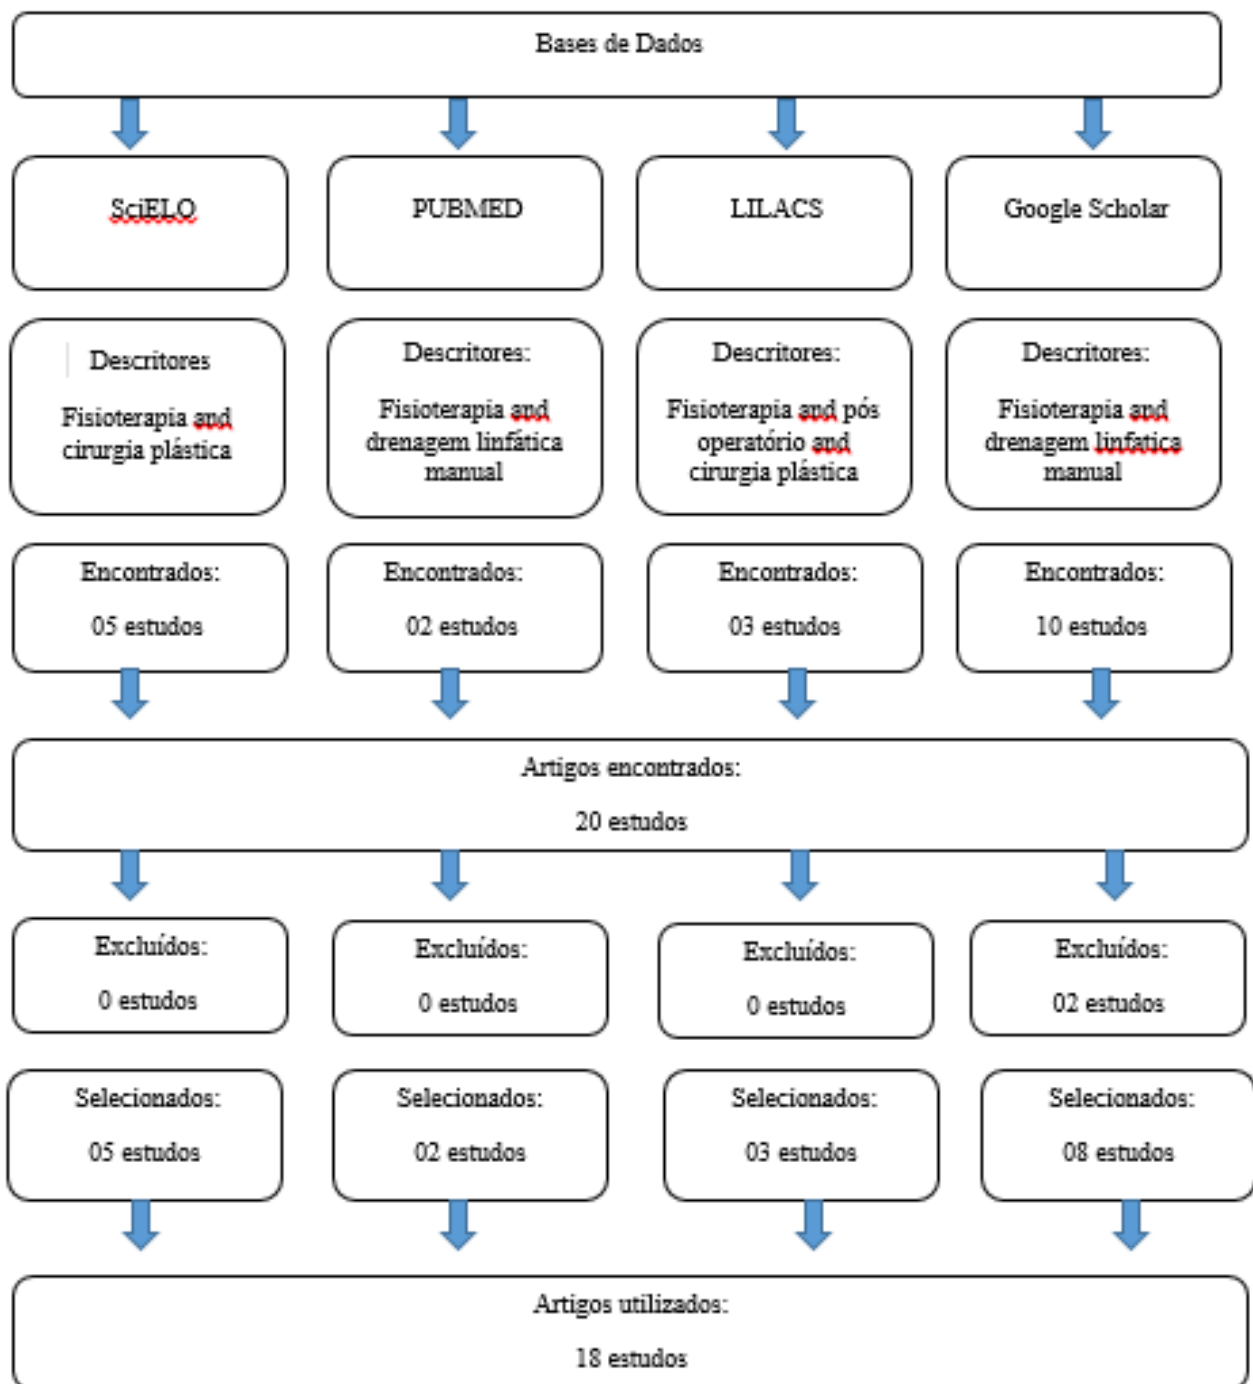 Bases de Dados
SciELO
PUBMED
LILACS
Google Scholar
Descritores
Fisioterapia and
cirurgia plástica
Descritores:
Fisioterapia and
drenagem linfática
manual
Descritores:
Fisioterapia and pós
operatório and
cirurgia plástica
Descritores:
Fisioterapia and
drenagem linfatica
manual
Encontrados:
05 estudos
Encontrados:
02 estudos
Encontrados:
03 estudos
Encontrados:
10 estudos
Artigos encontrados:
20 estudos
Excluídos:
0 estudos
Excluídos:
0 estudos
Excluídos:
0 estudos
Excluídos:
02 estudos
Selecionados:
05 estudos
Selecionados:
02 estudos
Selecionados:
03 estudos
Selecionados:
08 estudos
Artigos utilizados:
18 estudos